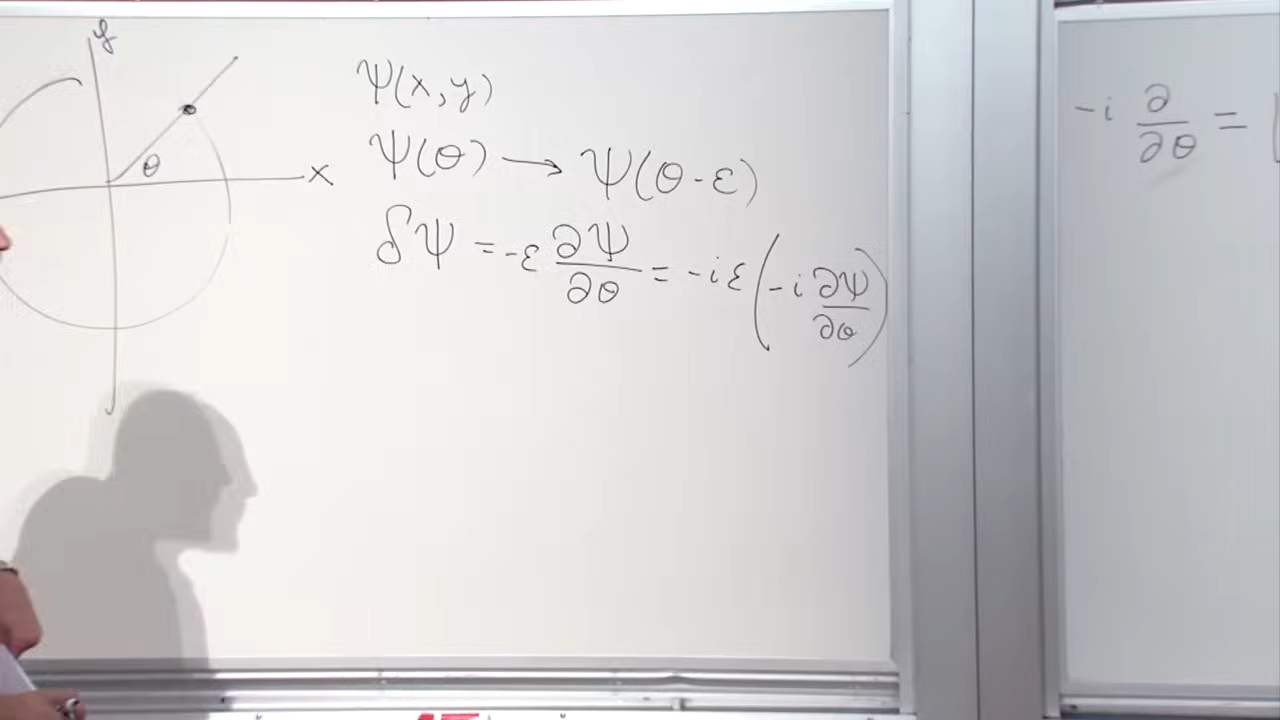 y
θ
x
Ψ(x, y)
Ψ(θ) → Ψ(θ-ε)
δΨ = -ε ∂Ψ/∂θ = -iε(-i ∂Ψ/∂θ)
-i ∂/∂θ =